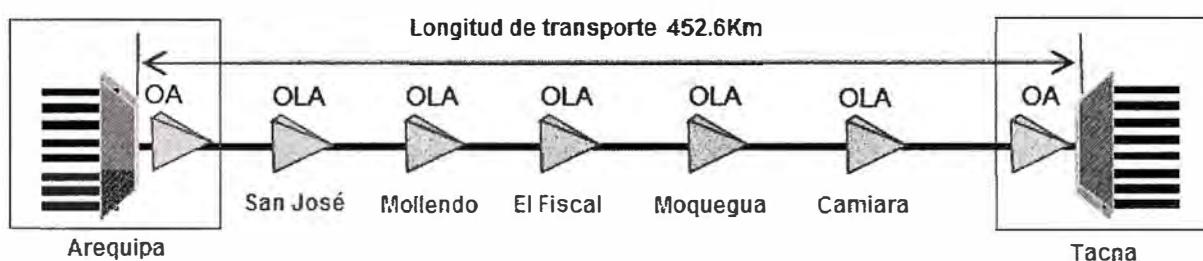 Longitud de transporte 452.6Km
OA OLA OLA OLA OLA OLA OA
San José Mollendo El Fiscal Moquegua Camiara
Arequipa Tacna